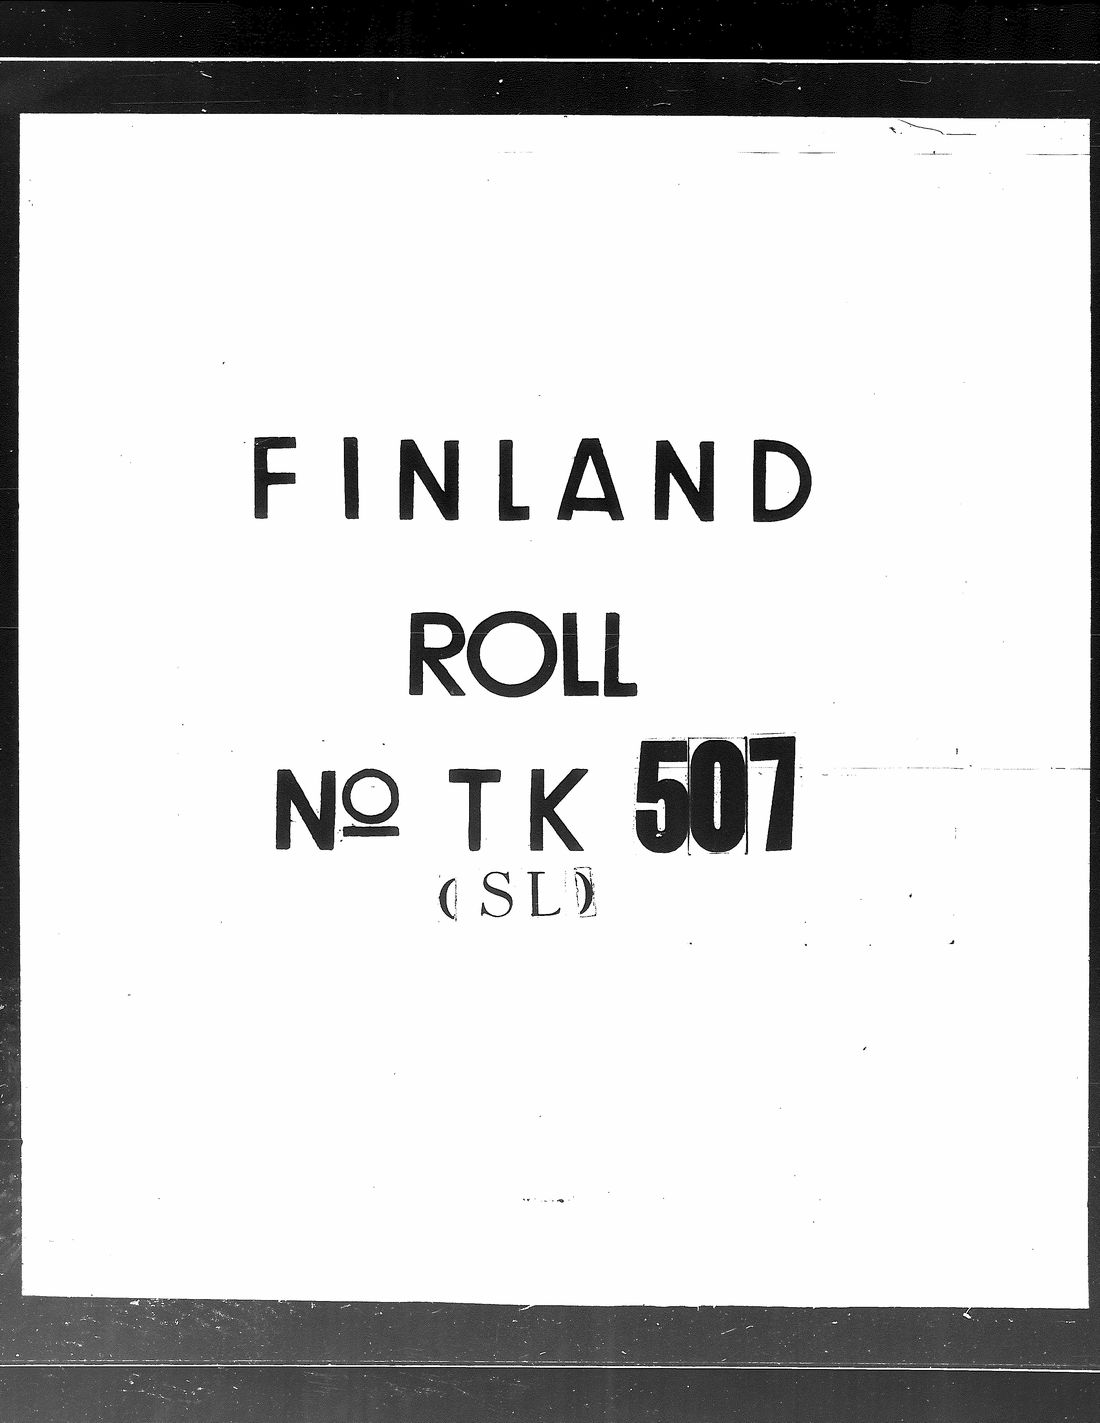 FINLAND
ROLL
Nº TK 507
(SL)